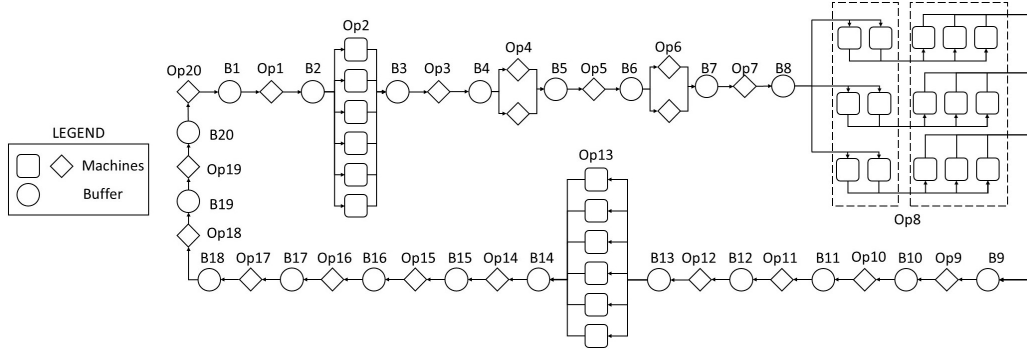 Op2
Op4
Op6
Op20
B1
Op1
B2
B3
Op3
B4
B5
Op5
B6
B7
Op7
B8
LEGEND
Machines
Buffer
B20
Op19
B19
Op18
Op13
Op8
B18
Op17
B17
Op16
B16
Op15
B15
Op14
B14
B13
Op12
B12
Op11
B11
Op10
B10
Op9
B9